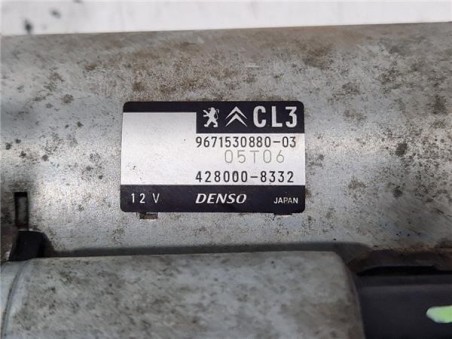 CL3
9671530880-03
05T06
428000-8332
12 V DENSO JAPAN